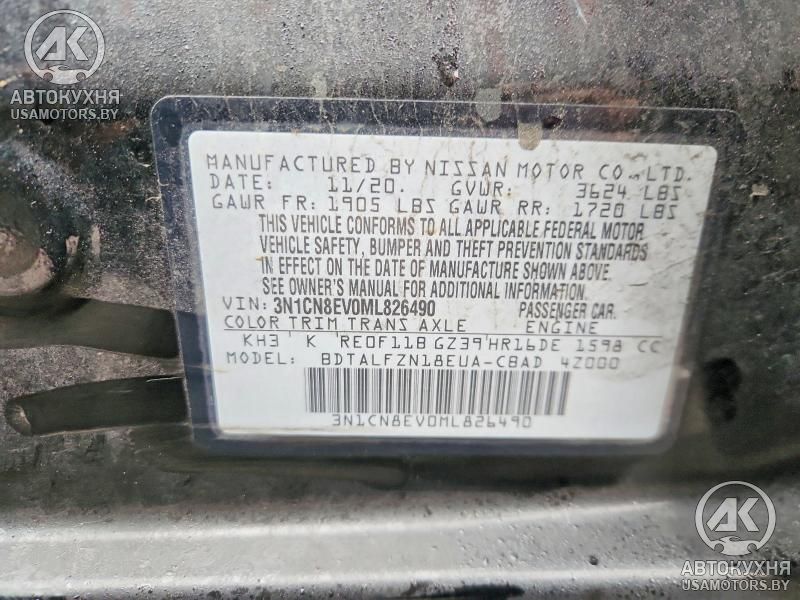 AK
АВТОКУХНЯ
USAMOTORS.BY
MANUFACTURED BY NISSAN MOTOR CO.,LTD.
DATE: 11/20. GVWR: 3624 LBS
GAWR FR: 1905 LBS GAWR RR: 1720 LBS
THIS VEHICLE CONFORMS TO ALL APPLICABLE FEDERAL MOTOR
VEHICLE SAFETY, BUMPER AND THEFT PREVENTION STANDARDS
IN EFFECT ON THE DATE OF MANUFACTURE SHOWN ABOVE.
SEE OWNER'S MANUAL FOR ADDITIONAL INFORMATION.
VIN: 3N1CN8EV0ML826490 PASSENGER CAR.
COLOR TRIM TRANS AXLE ENGINE
KH3 K RE0F11B GZ39 HR16DE 1598 CC
MODEL: BDTALFZN18EUA-CBAD 4Z000
3N1CN8EV0ML826490
AK
АВТОКУХНЯ
USAMOTORS.BY